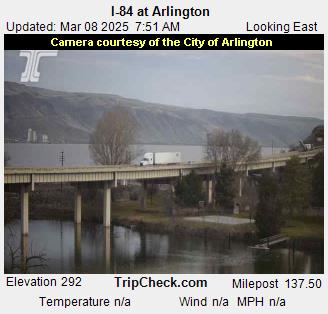 I-84 at Arlington
Updated: Mar 08 2025 7:51 AM Looking East
Camera courtesy of the City of Arlington
Elevation 292 TripCheck.com Milepost 137.50
Temperature n/a Wind n/a MPH n/a